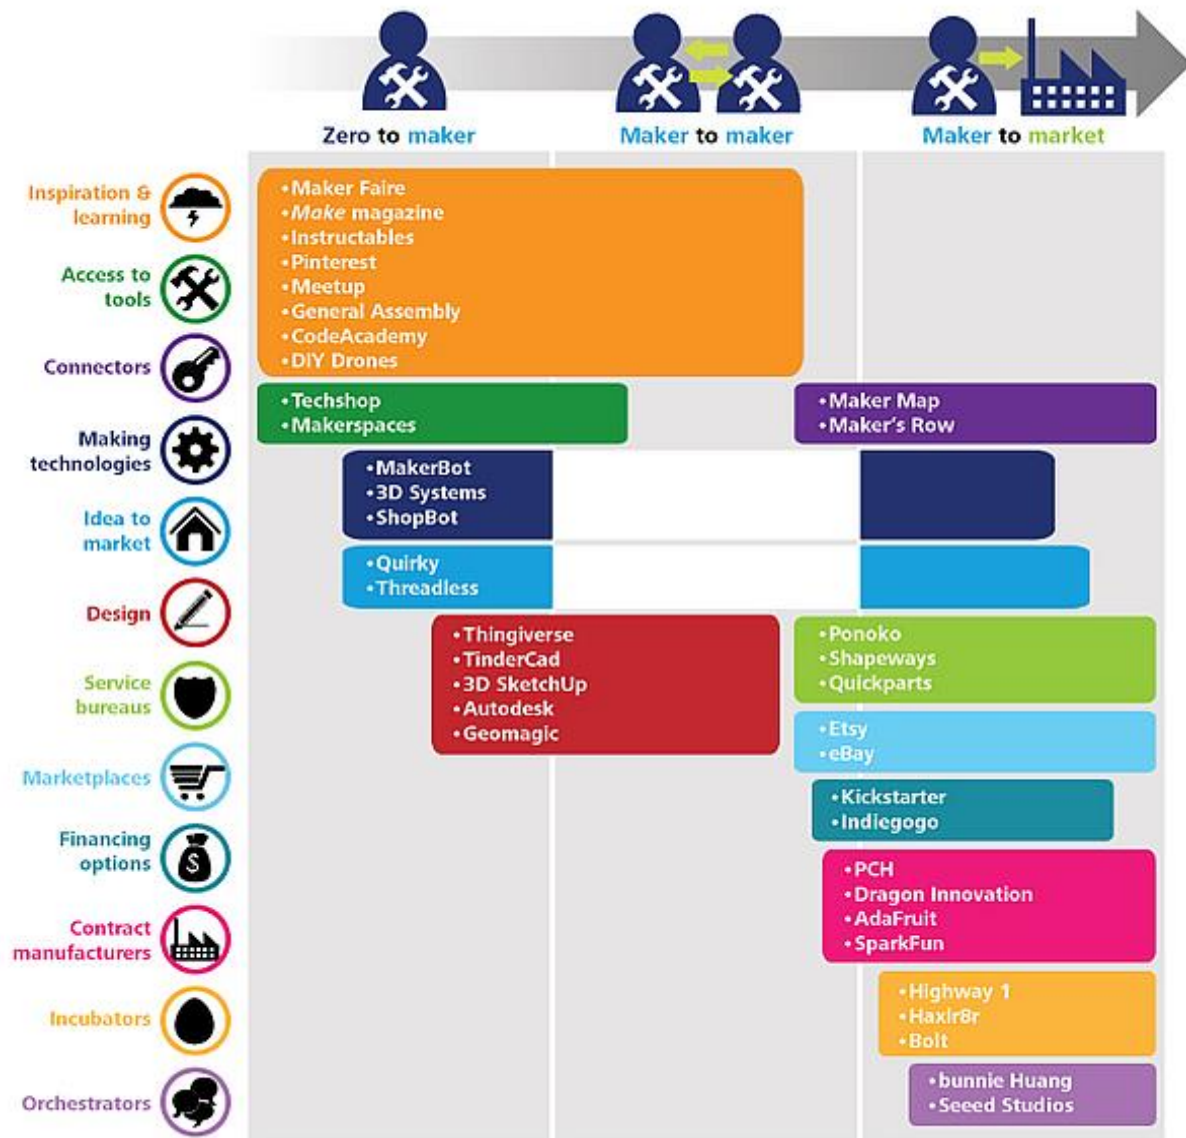 Zero to maker
Maker to maker
Maker to market
Inspiration &
learning
Access to
tools
Connectors
Making
technologies
Idea to
market
Design
Service
bureaus
Marketplaces
Financing
options
$
Contract
manufacturers
Incubators
Orchestrators
•Maker Faire
•Make magazine
•Instructables
•Pinterest
•Meetup
•General Assembly
•CodeAcademy
•DIY Drones
•Techshop
•Makerspaces
•Maker Map
•Maker's Row
•MakerBot
•3D Systems
•ShopBot
•Quirky
•Threadless
•Thingiverse
•TinderCad
•3D SketchUp
•Autodesk
•Geomagic
•Ponoko
•Shapeways
•Quickparts
•Etsy
•eBay
•Kickstarter
•Indiegogo
•PCH
•Dragon Innovation
•AdaFruit
•SparkFun
•Highway 1
•Haxlr8r
•Bolt
•bunnie Huang
•Seeed Studios